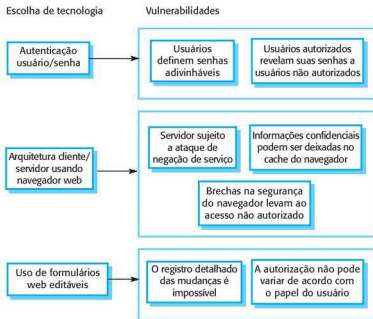 Escolha de tecnologia
Vulnerabilidades
Autenticação
usuário/senha
Usuários
definem senhas
adivinháveis
Usuários autorizados
revelam suas senhas a
usuários não autorizados
Arquitetura cliente/
servidor usando
navegador web
Servidor sujeito
a ataque de
negação de serviço
Informações confidenciais
podem ser deixadas no
cache do navegador
Brechas na segurança
do navegador levam ao
acesso não autorizado
Uso de formulários
web editáveis
O registro detalhado
das mudanças é
impossível
A autorização não pode
variar de acordo com
o papel do usuário